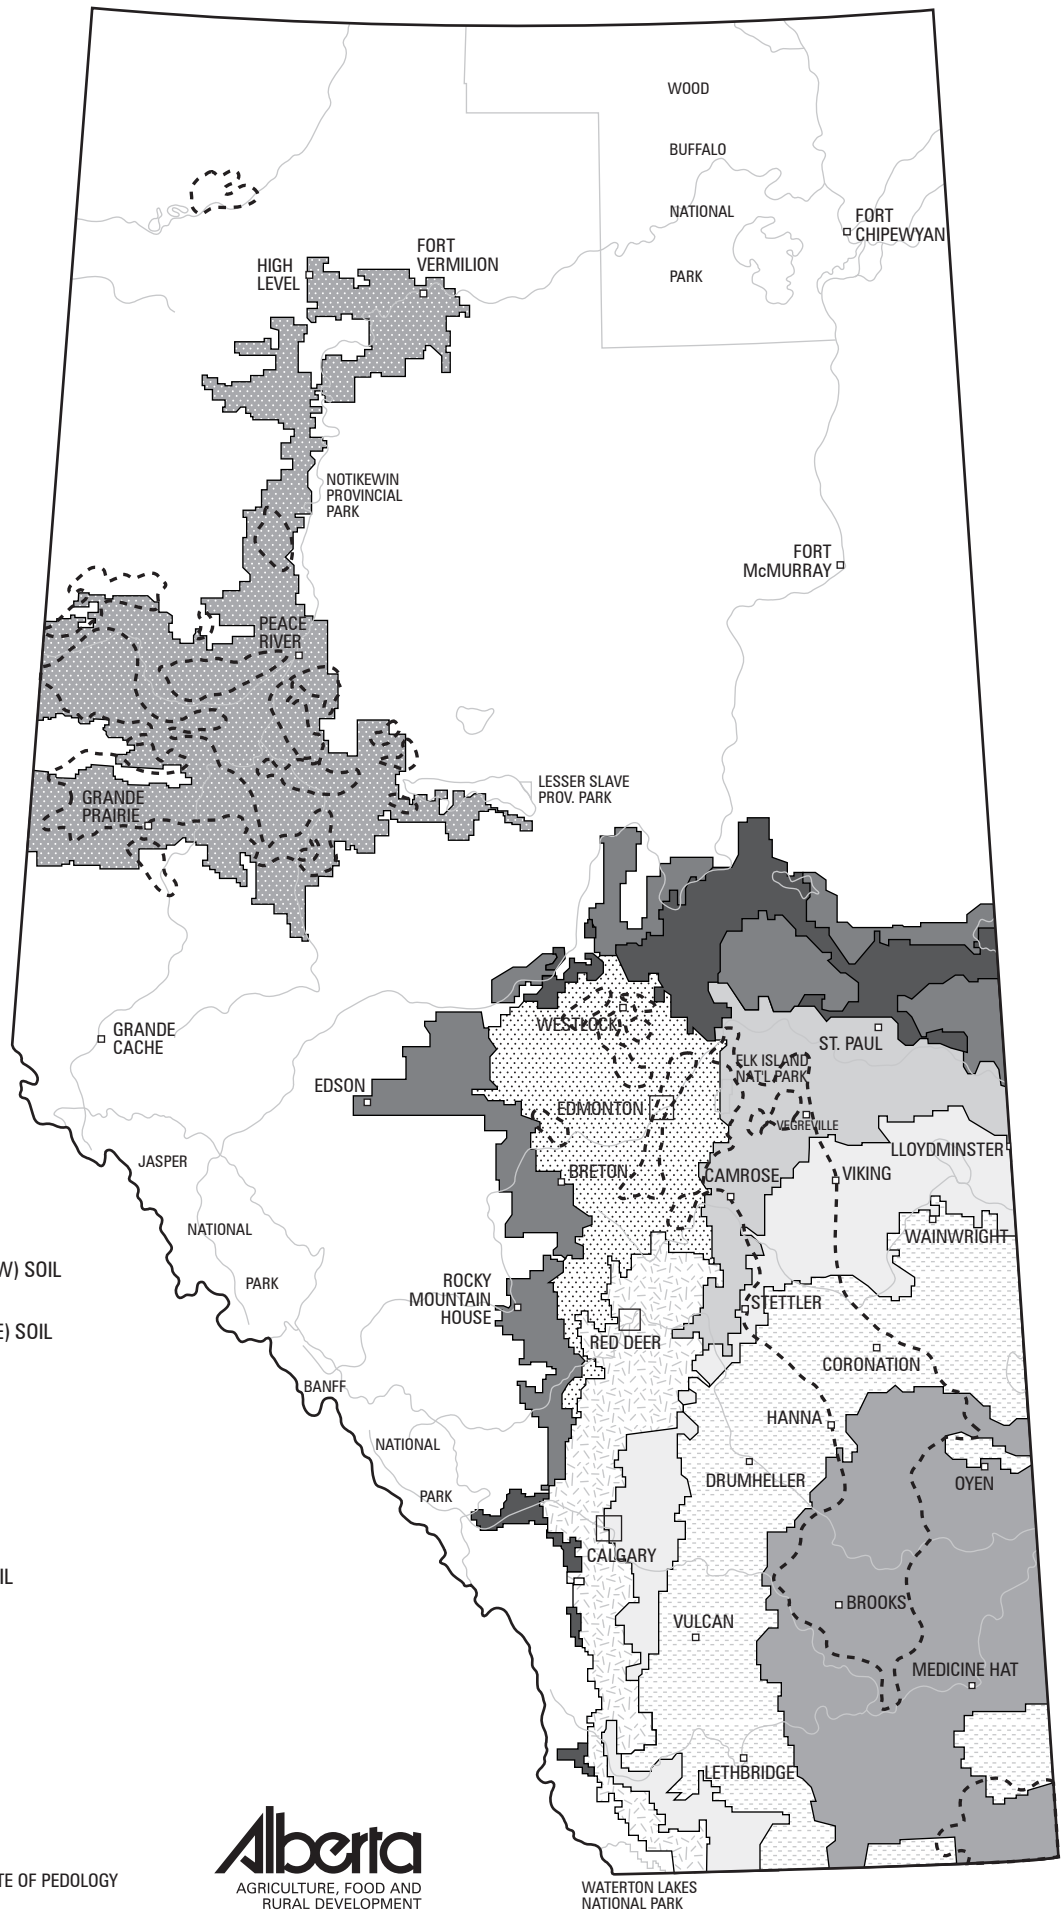 WOOD
BUFFALO
NATIONAL
PARK
FORT
CHIPEWYAN
FORT
VERMILION
HIGH
LEVEL
NOTIKEWIN
PROVINCIAL
PARK
FORT
McMURRAY
PEACE
RIVER
LESSER SLAVE
PROV. PARK
GRANDE
PRAIRIE
GRANDE
CACHE
WESTLOCK
ST. PAUL
ELK ISLAND
NAT'L PARK
EDSON
EDMONTON
VEGREVILLE
LLOYDMINSTER
JASPER
NATIONAL
PARK
BRETON
CAMROSE
VIKING
WAINWRIGHT
W) SOIL
E) SOIL
ROCKY
MOUNTAIN
HOUSE
STETTLER
RED DEER
CORONATION
BANFF
NATIONAL
PARK
HANNA
DRUMHELLER
OYEN
CALGARY
IL
BROOKS
VULCAN
MEDICINE HAT
LETHBRIDGE
TE OF PEDOLOGY
Alberta
AGRICULTURE, FOOD AND
RURAL DEVELOPMENT
WATERTON LAKES
NATIONAL PARK